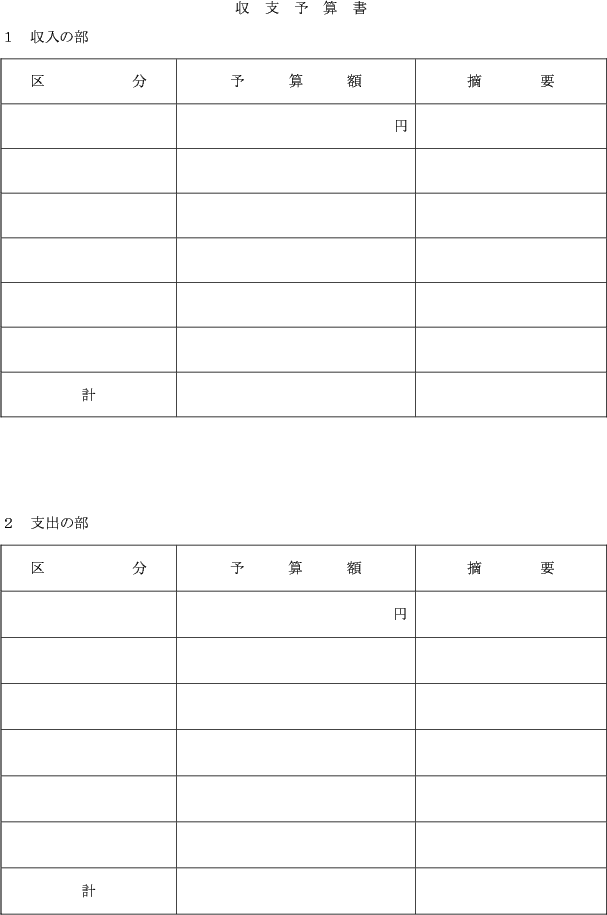 収　支　予　算　書
１　収入の部
区　　　　　　分　予　　　算　　　額　摘　　　　要
円
計
２　支出の部
区　　　　　　分　予　　　算　　　額　摘　　　　要
円
計